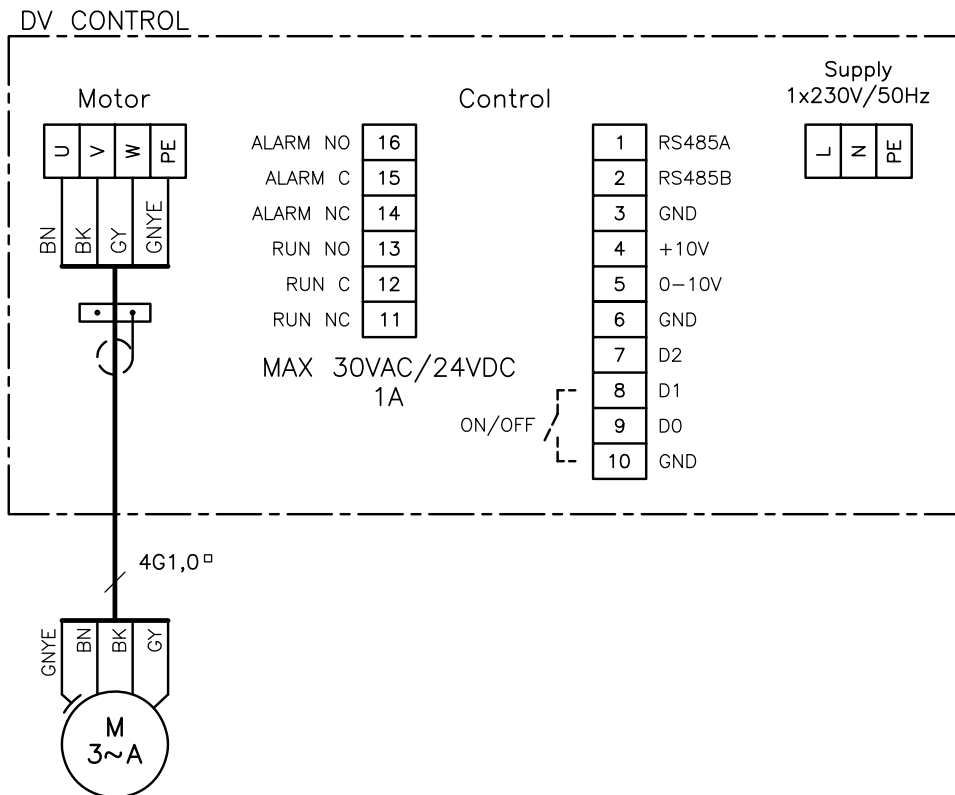 DV CONTROL
Motor
Control
Supply
1x230V/50Hz
U V W PE
BN BK GY GNYE
L N PE
ALARM NO 16
ALARM C 15
ALARM NC 14
RUN NO 13
RUN C 12
RUN NC 11
MAX 30VAC/24VDC
1A
1 RS485A
2 RS485B
3 GND
4 +10V
5 0-10V
6 GND
7 D2
8 D1
9 D0
10 GND
ON/OFF
4G1,0
GNYE BN BK GY
M
3~A